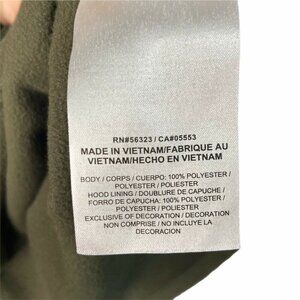 RN#56323 / CA#05553
MADE IN VIETNAM/FABRIQUE AU
VIETNAM/HECHO EN VIETNAM
BODY / CORPS / CUERPO: 100% POLYESTER /
POLYESTER / POLIESTER
HOOD LINING / DOUBLURE DE CAPUCHE /
FORRO DE CAPUCHA: 100% POLYESTER /
POLYESTER / POLIESTER
EXCLUSIVE OF DECORATION / DECORATION
NON COMPRISE / NO INCLUYE LA
DECORACION